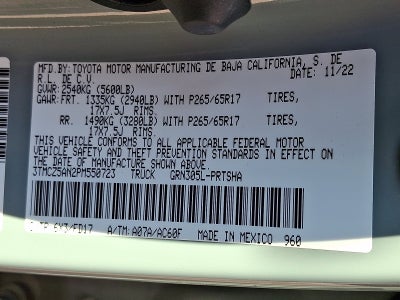 MFD.BY:TOYOTA MOTOR MANUFACTURING DE BAJA CALIFORNIA, S. DE
R.L. DE C.V. DATE: 11/22
GVWR: 2540KG (5600LB)
GAWR: FRT. 1335KG (2940LB) WITH P265/65R17 TIRES,
17X7.5J RIMS.
RR. 1490KG (3280LB) WITH P265/65R17 TIRES,
17X7.5J RIMS.
THIS VEHICLE CONFORMS TO ALL APPLICABLE FEDERAL MOTOR
VEHICLE SAFETY AND THEFT PREVENTION STANDARDS IN EFFECT ON
THE DATE OF MANUFACTURE SHOWN ABOVE.
3TMCZ5AN2PM550723 TRUCK GRN305L-PRTSHA
6Y3/FD17 A/TM: A07A/AC60F MADE IN MEXICO 960